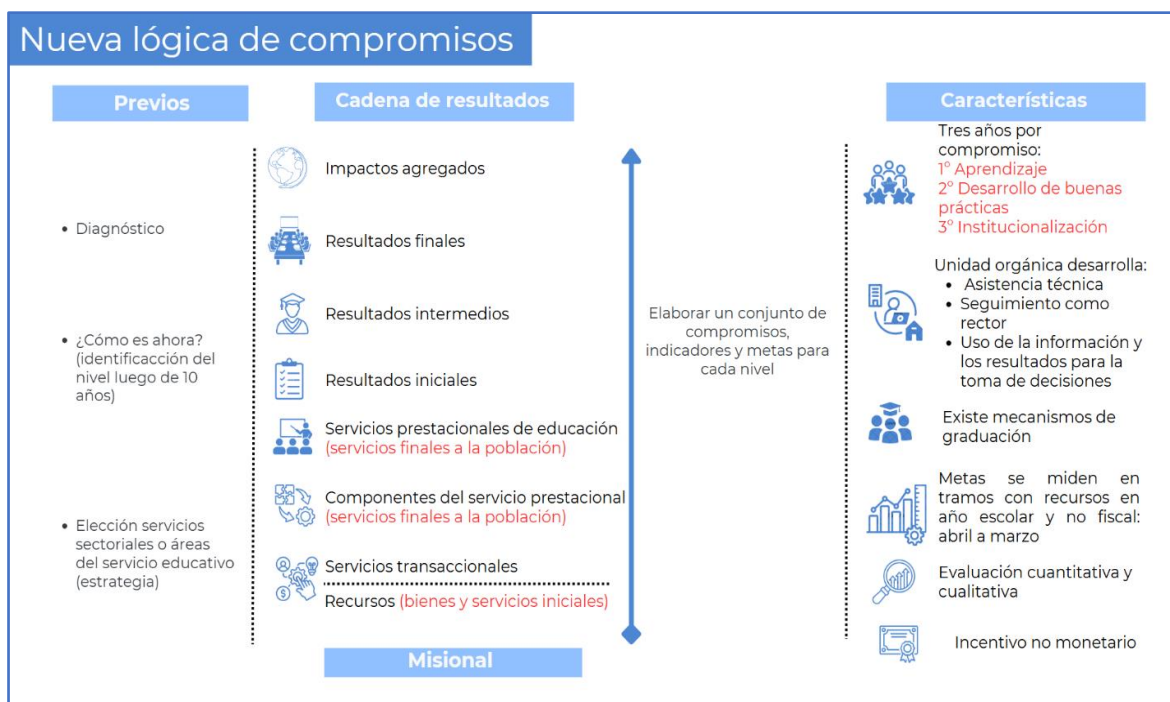 Nueva lógica de compromisos
Previos
• Diagnóstico
• ¿Cómo es ahora?
(identificacción del
nivel luego de 10
años)
• Elección servicios
sectoriales o áreas
del servicio educativo
(estrategia)
Cadena de resultados
Impactos agregados
Resultados finales
Resultados intermedios
Resultados iniciales
Servicios prestacionales de educación
(servicios finales a la población)
Componentes del servicio prestacional
(servicios finales a la población)
Servicios transaccionales
Recursos (bienes y servicios iniciales)
Misional
Elaborar un conjunto de
compromisos,
indicadores y metas para
cada nivel
Características
Tres años por
compromiso:
1º Aprendizaje
2º Desarrollo de buenas
prácticas
3º Institucionalización
Unidad orgánica desarrolla:
• Asistencia técnica
• Seguimiento como
rector
• Uso de la información y
los resultados para la
toma de decisiones
Existe mecanismos de
graduación
Metas se miden en
tramos con recursos en
año escolar y no fiscal:
abril a marzo
Evaluación cuantitativa y
cualitativa
Incentivo no monetario